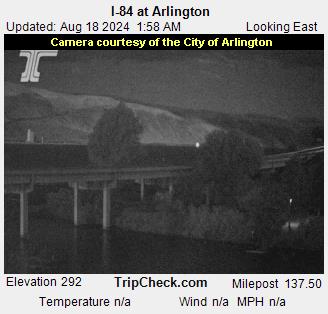 I-84 at Arlington
Updated: Aug 18 2024 1:58 AM Looking East
Camera courtesy of the City of Arlington
Elevation 292 TripCheck.com Milepost 137.50
Temperature n/a Wind n/a MPH n/a